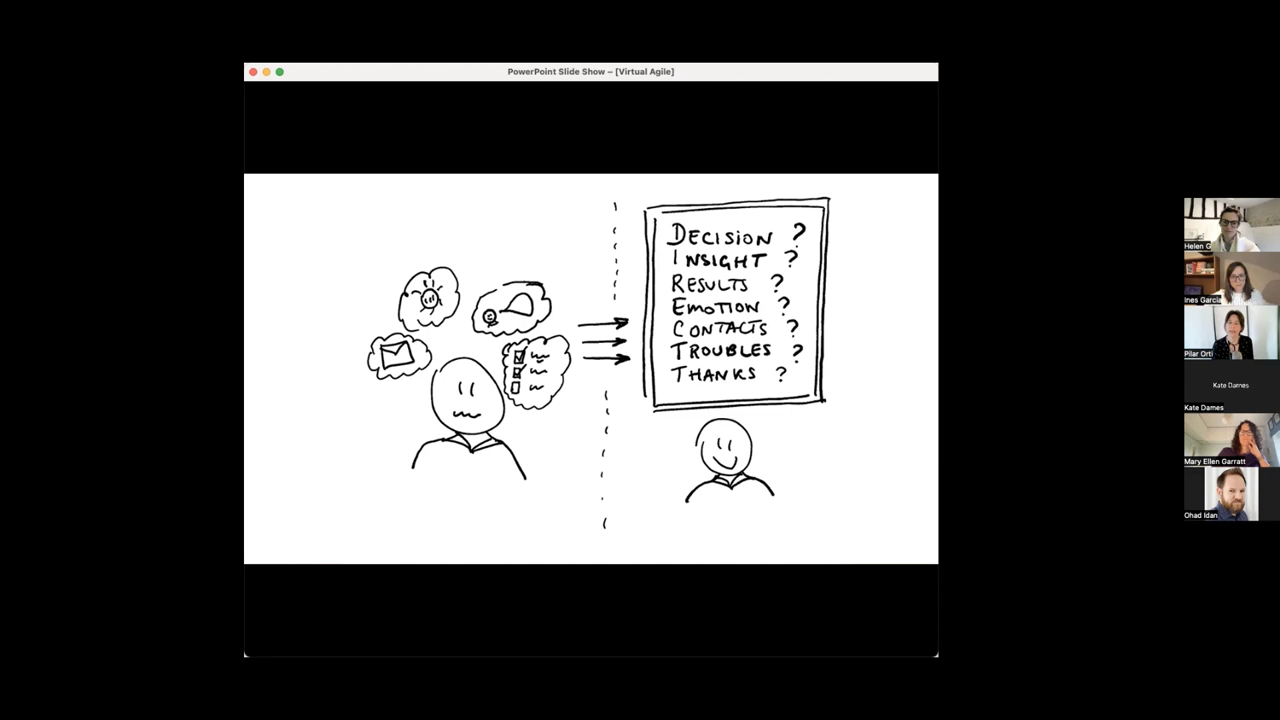 PowerPoint Slide Show – [Virtual Agile]
DECISION ?
INSIGHT ?
RESULTS ?
EMOTION ?
CONTACTS ?
TROUBLES ?
THANKS ?
Helen G
Ines Garcia
Pilar Orti
Kate Dames
Kate Dames
Mary Ellen Garratt
Ohad Idan